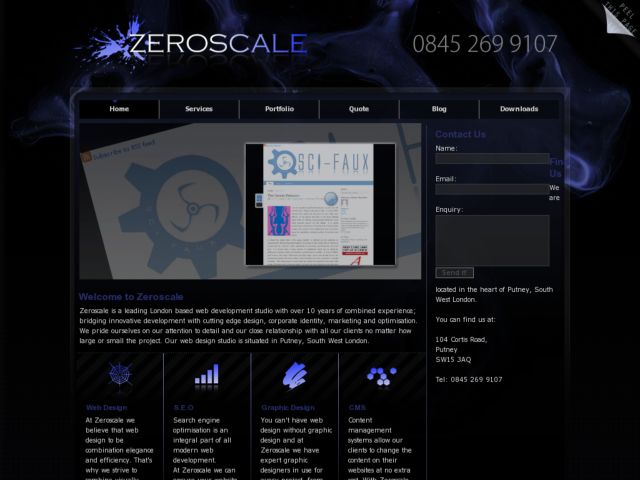 PEEL
THIS PAGE
ZEROSCALE
0845 269 9107
Home
Services
Portfolio
Quote
Blog
Downloads
Subscribe to RSS feed
SCI-FAUX
Welcome to Zeroscale
Zeroscale is a leading London based web development studio with over 10 years of combined experience;
bridging innovative development with cutting edge design, corporate identity, marketing and optimisation.
We pride ourselves on our attention to detail and our close relationship with all our clients no matter how
large or small the project. Our web design studio is situated in Putney, South West London.
Web Design
At Zeroscale we
believe that web
design to be
combination elegance
and efficiency. That's
why we strive to
combine visually
S.E.O
Search engine
optimisation is an
integral part of all
modern web
development.
At Zeroscale we can
ensure your website
Graphic Design
You can't have web
design without graphic
design and at
Zeroscale we have
expert graphic
designers in use for
every project, from
CMS
Content
management
systems allow our
clients to change the
content on their
websites at no extra
cost. With Zeroscale
Contact Us
Name:
Email:
Enquiry:
Send it
Find
Us
We
are
located in the heart of Putney, South
West London.
You can find us at:
104 Cortis Road,
Putney
SW15 3AQ
Tel: 0845 269 9107